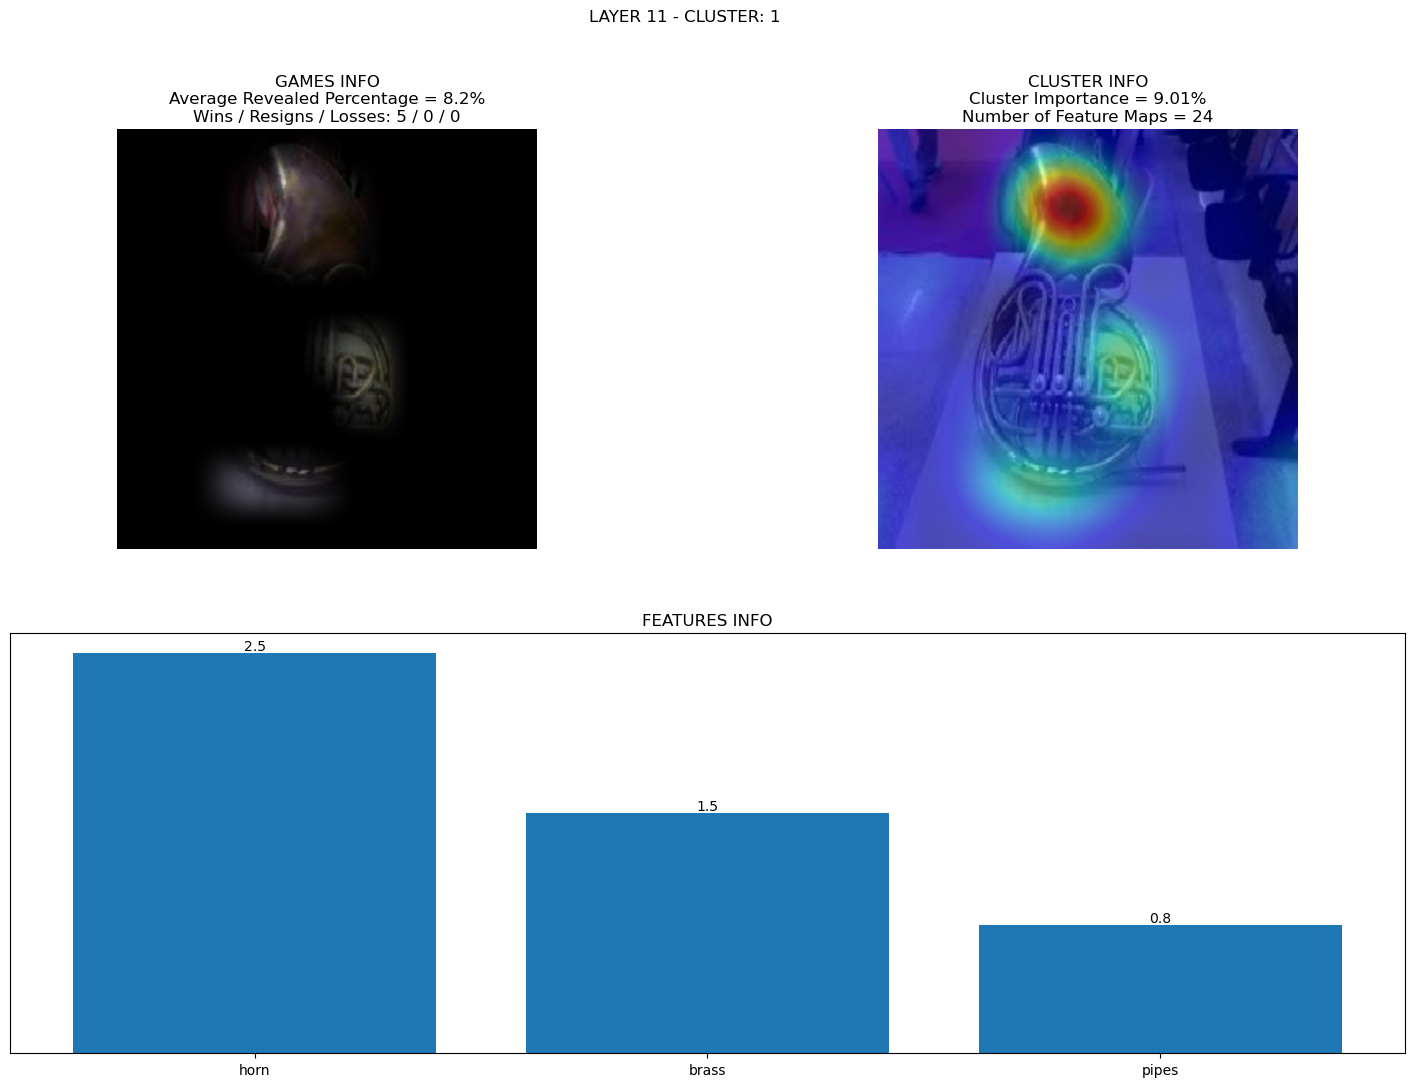 LAYER 11 - CLUSTER: 1
GAMES INFO
Average Revealed Percentage = 8.2%
Wins / Resigns / Losses: 5 / 0 / 0
CLUSTER INFO
Cluster Importance = 9.01%
Number of Feature Maps = 24
FEATURES INFO
2.5
1.5
0.8
horn
brass
pipes